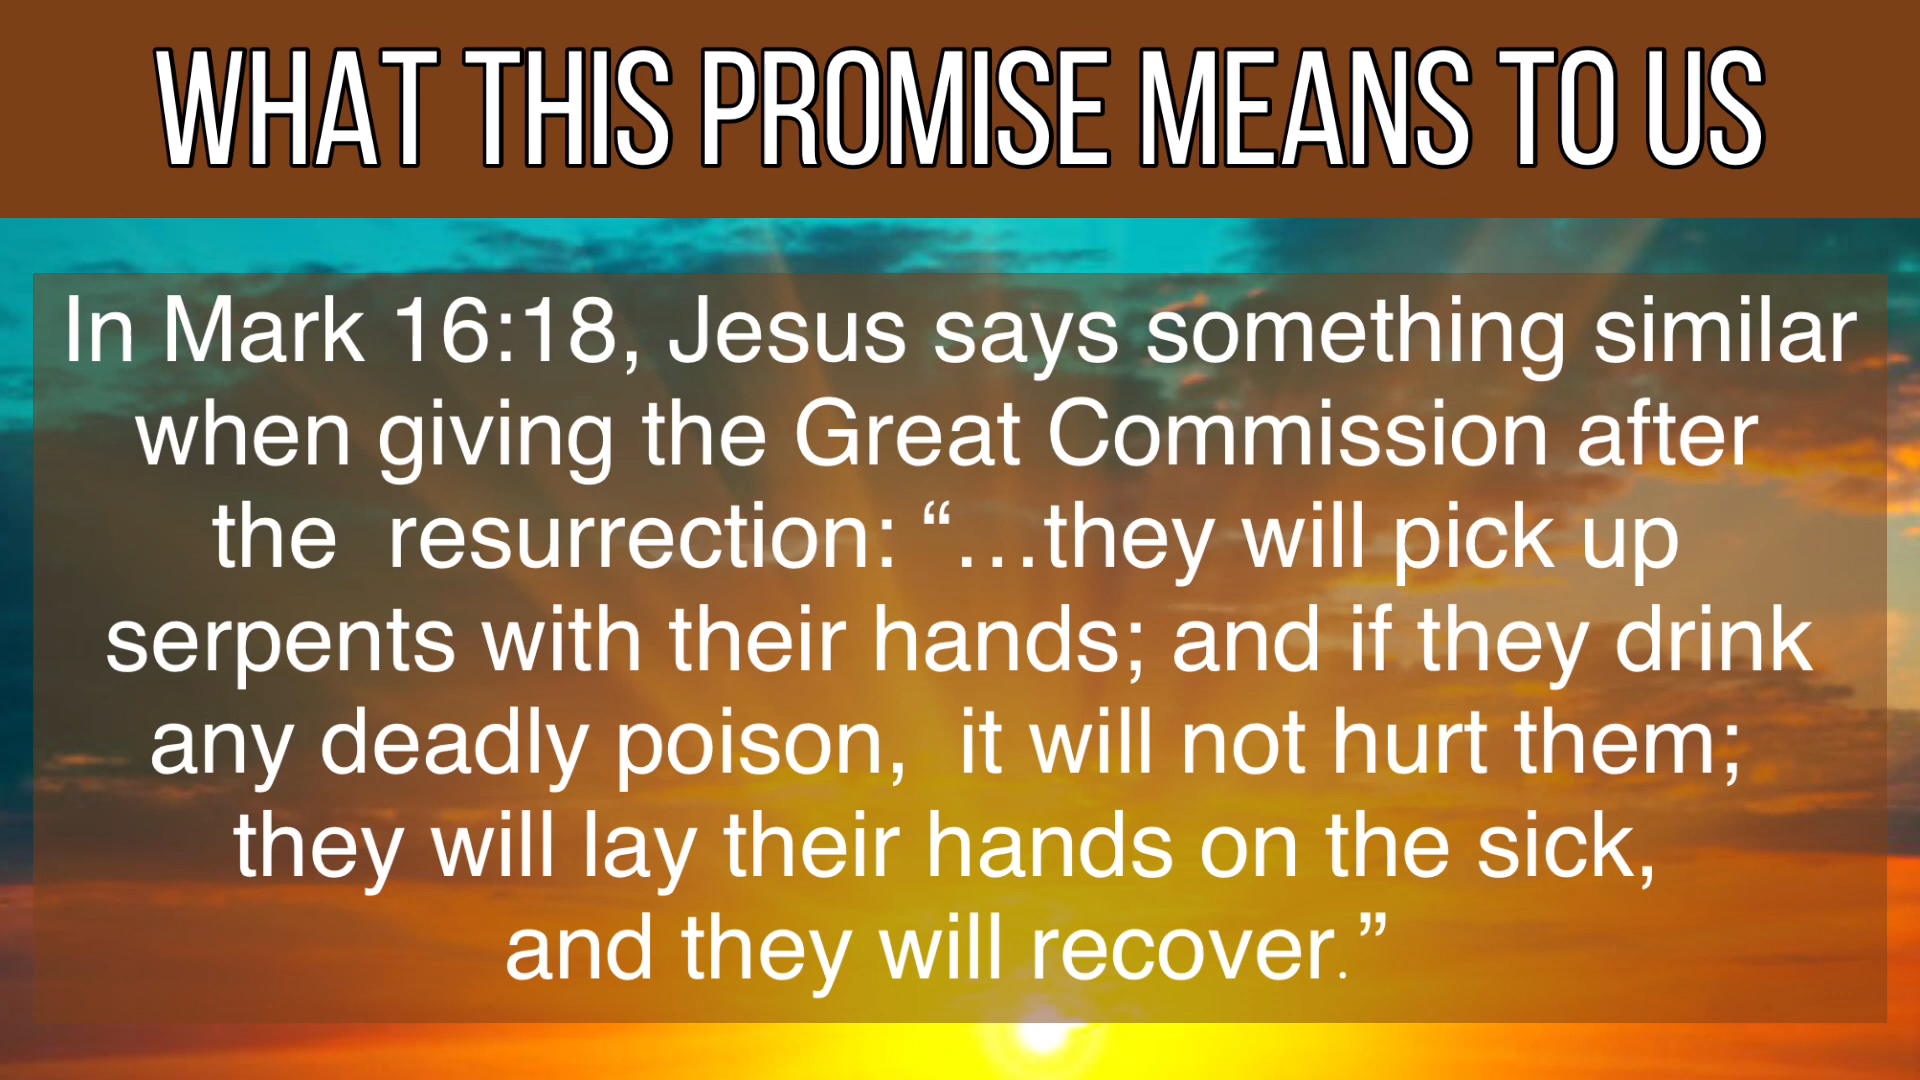 WHAT THIS PROMISE MEANS TO US
In Mark 16:18, Jesus says something similar
when giving the Great Commission after
the  resurrection: “…they will pick up
serpents with their hands; and if they drink
any deadly poison,  it will not hurt them;
they will lay their hands on the sick,
and they will recover.”